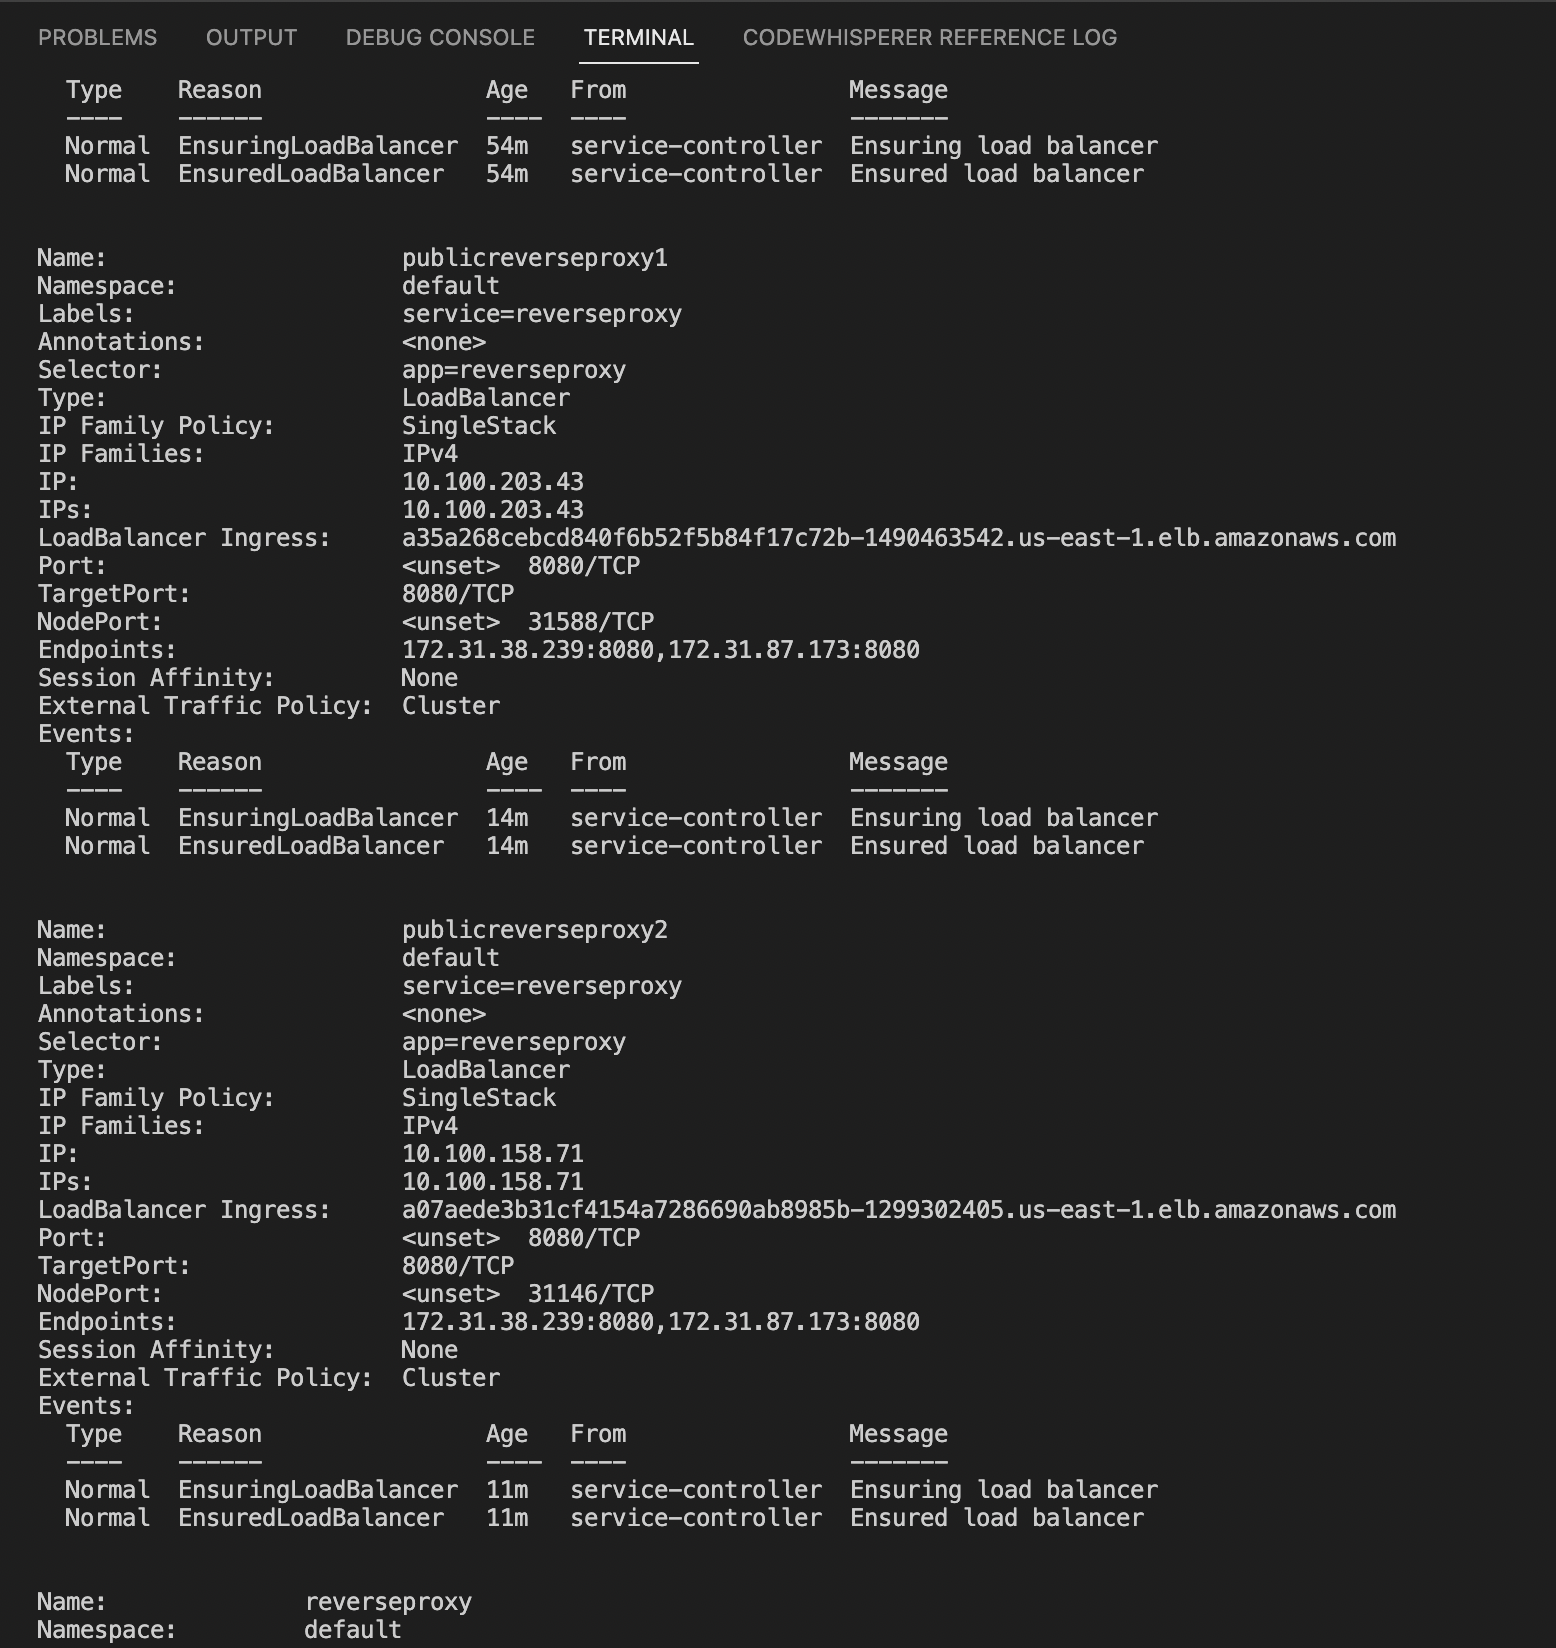 PROBLEMS OUTPUT DEBUG CONSOLE TERMINAL CODEWHISPERER REFERENCE LOG
Type Reason Age From Message
---- ------ ---- ---- -------
Normal EnsuringLoadBalancer 54m service-controller Ensuring load balancer
Normal EnsuredLoadBalancer 54m service-controller Ensured load balancer
Name: publicreverseproxy1
Namespace: default
Labels: service=reverseproxy
Annotations: <none>
Selector: app=reverseproxy
Type: LoadBalancer
IP Family Policy: SingleStack
IP Families: IPv4
IP: 10.100.203.43
IPs: 10.100.203.43
LoadBalancer Ingress: a35a268cebcd840f6b52f5b84f17c72b-1490463542.us-east-1.elb.amazonaws.com
Port: <unset> 8080/TCP
TargetPort: 8080/TCP
NodePort: <unset> 31588/TCP
Endpoints: 172.31.38.239:8080,172.31.87.173:8080
Session Affinity: None
External Traffic Policy: Cluster
Events:
Type Reason Age From Message
---- ------ ---- ---- -------
Normal EnsuringLoadBalancer 14m service-controller Ensuring load balancer
Normal EnsuredLoadBalancer 14m service-controller Ensured load balancer
Name: publicreverseproxy2
Namespace: default
Labels: service=reverseproxy
Annotations: <none>
Selector: app=reverseproxy
Type: LoadBalancer
IP Family Policy: SingleStack
IP Families: IPv4
IP: 10.100.158.71
IPs: 10.100.158.71
LoadBalancer Ingress: a07aede3b31cf4154a7286690ab8985b-1299302405.us-east-1.elb.amazonaws.com
Port: <unset> 8080/TCP
TargetPort: 8080/TCP
NodePort: <unset> 31146/TCP
Endpoints: 172.31.38.239:8080,172.31.87.173:8080
Session Affinity: None
External Traffic Policy: Cluster
Events:
Type Reason Age From Message
---- ------ ---- ---- -------
Normal EnsuringLoadBalancer 11m service-controller Ensuring load balancer
Normal EnsuredLoadBalancer 11m service-controller Ensured load balancer
Name: reverseproxy
Namespace: default